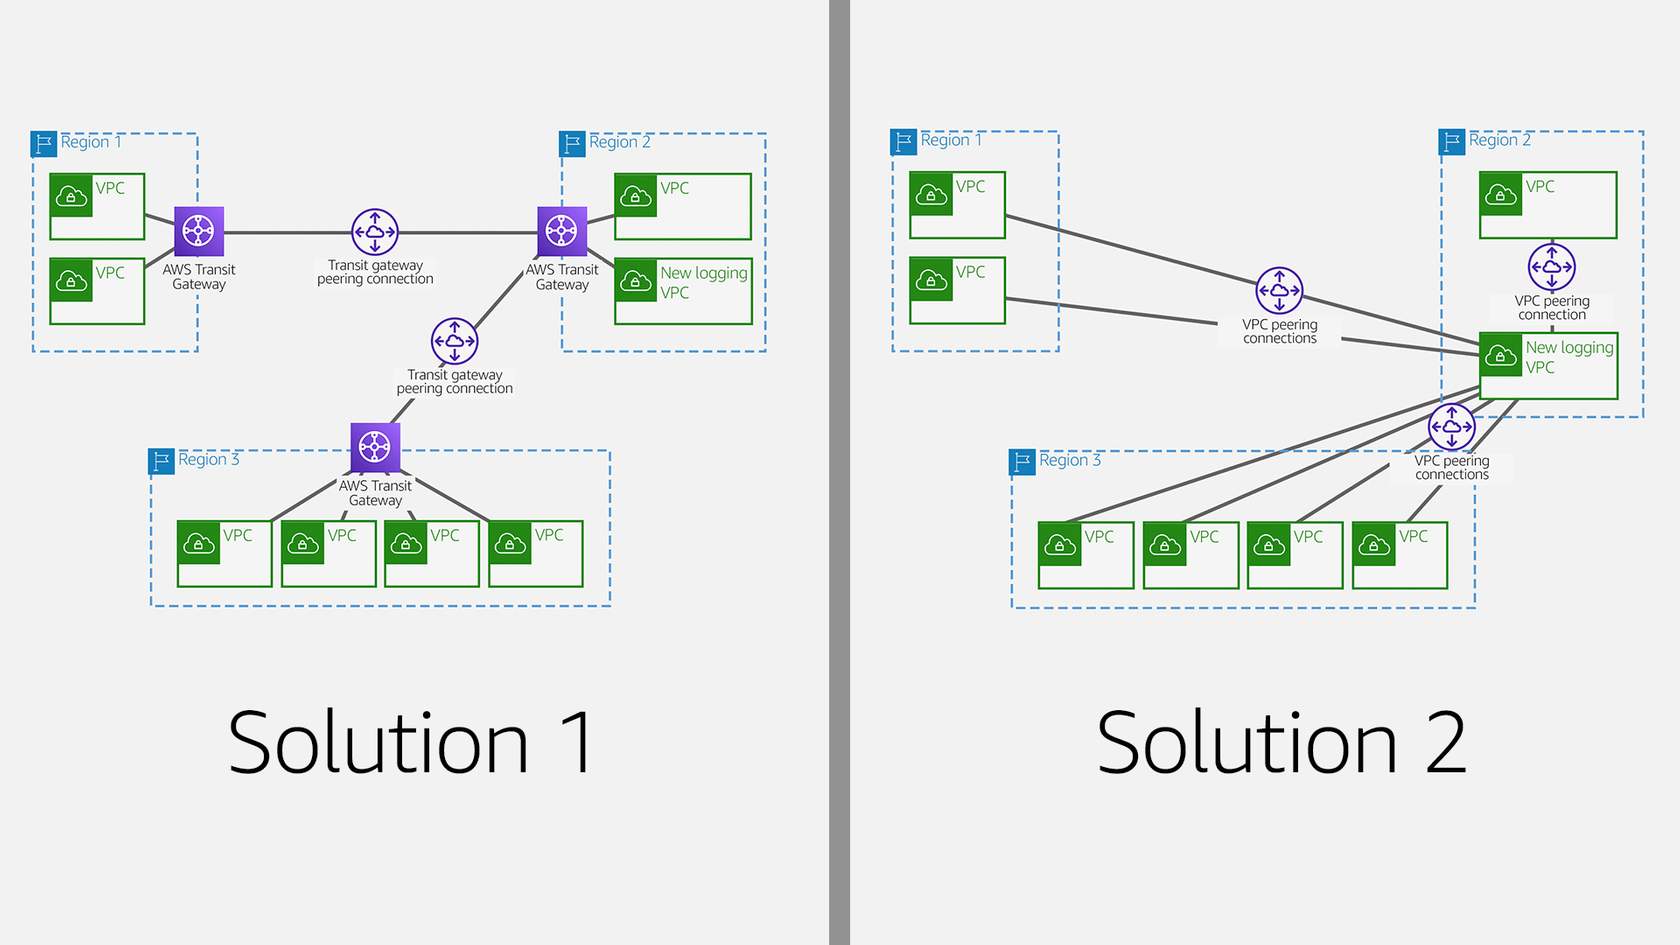 Region 1
VPC
VPC
AWS Transit
Gateway
Transit gateway
peering connection
Region 2
VPC
New logging
VPC
AWS Transit
Gateway
Transit gateway
peering connection
Region 3
AWS Transit
Gateway
VPC
VPC
VPC
VPC
Solution 1
Region 1
VPC
VPC
VPC peering
connections
Region 2
VPC
VPC peering
connection
New logging
VPC
VPC peering
connections
Region 3
VPC
VPC
VPC
VPC
Solution 2